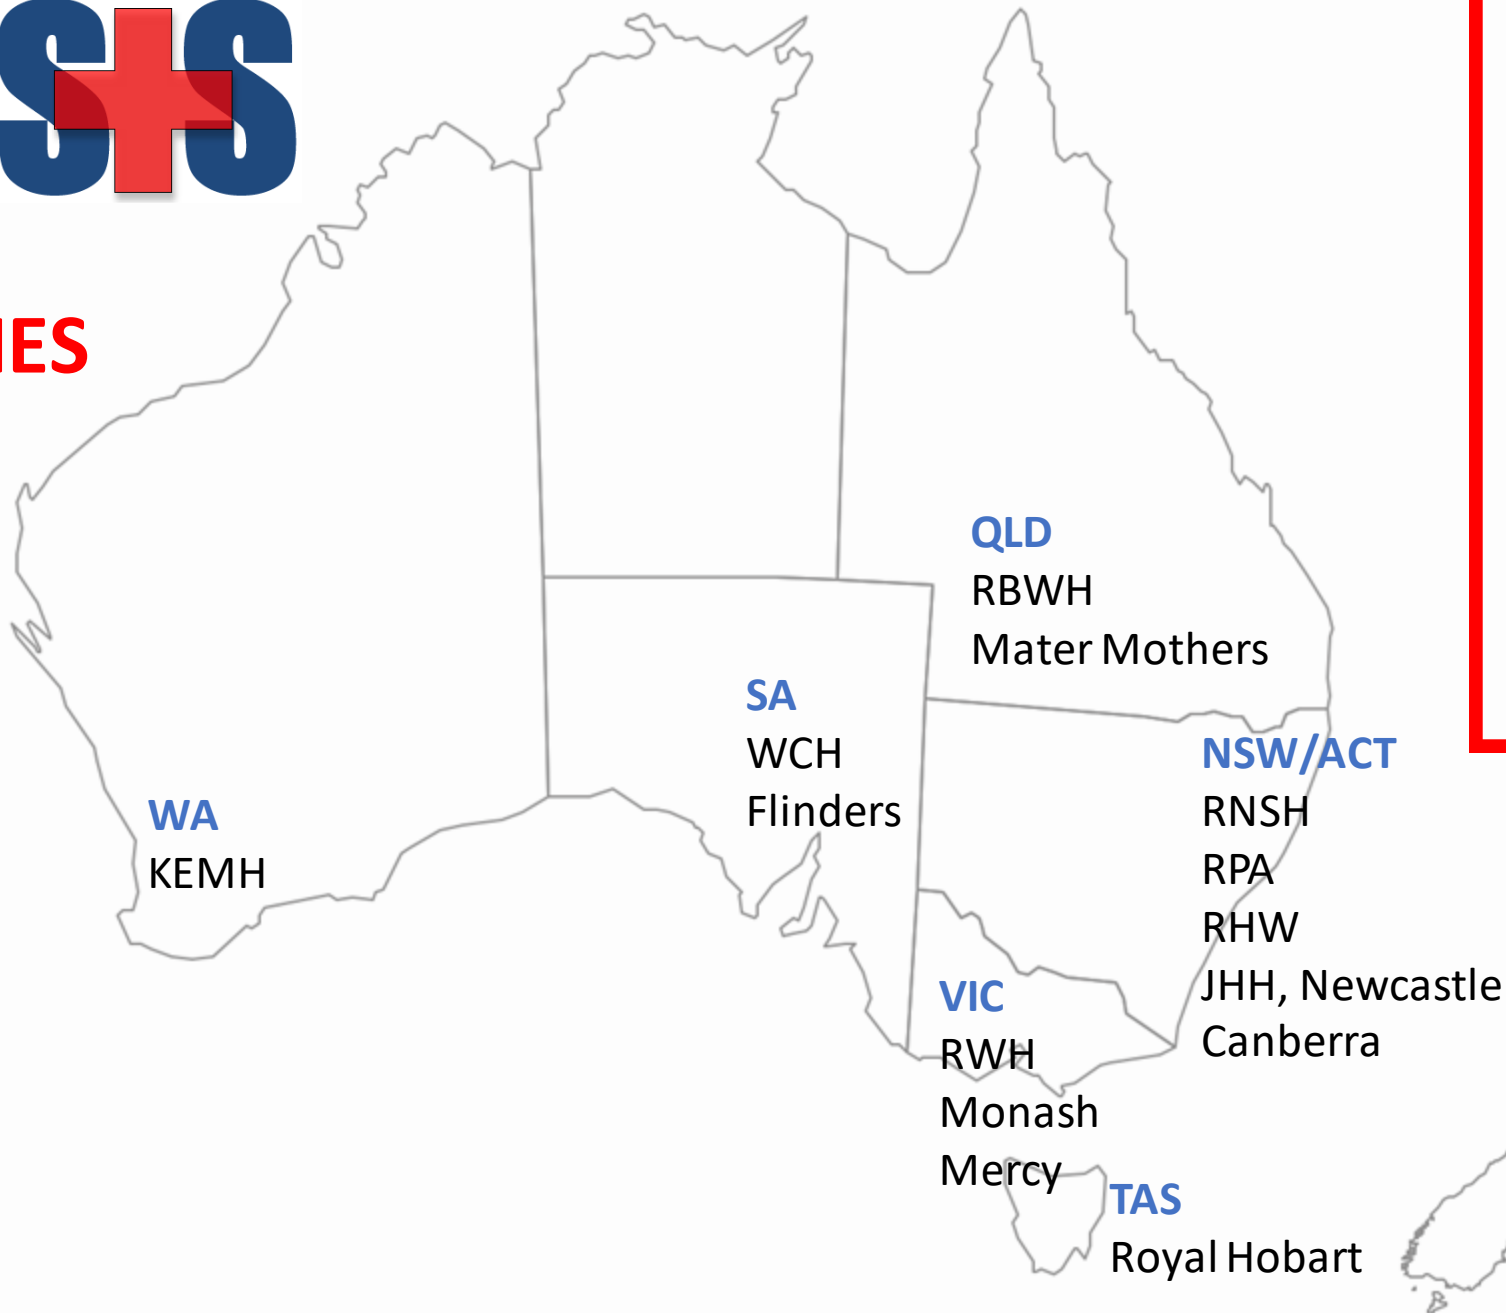 S+S
IES
QLD
RBWH
Mater Mothers
SA
WCH
Flinders
NSW/ACT
RNSH
RPA
RHW
JHH, Newcastle
Canberra
WA
KEMH
VIC
RWH
Monash
Mercy
TAS
Royal Hobart